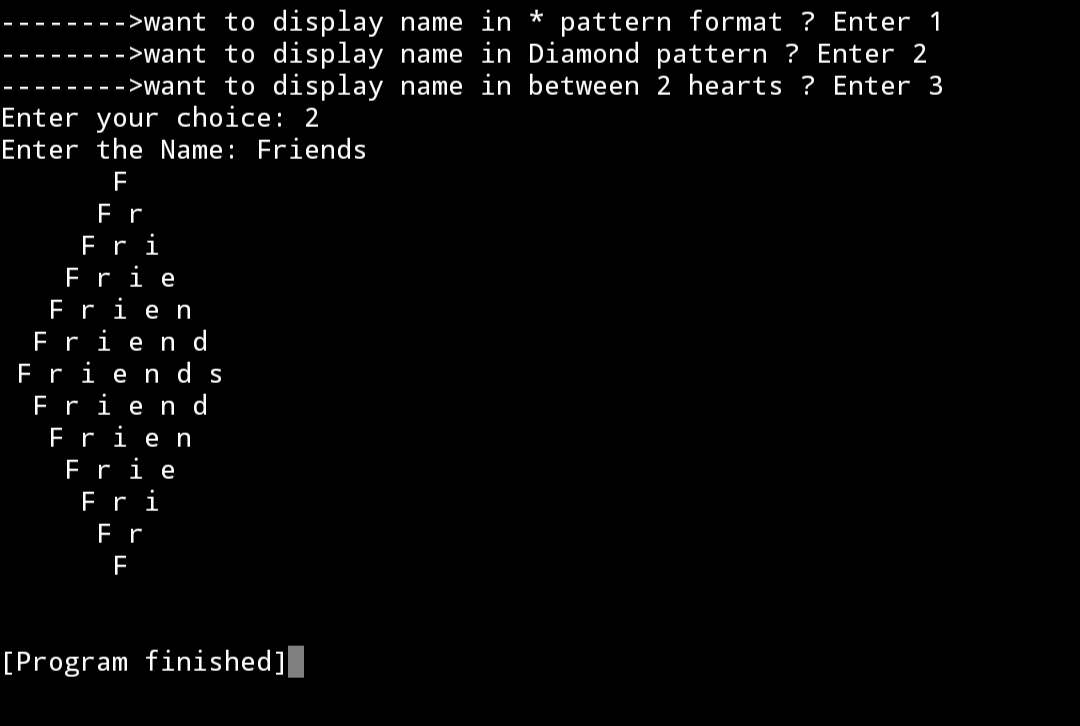 -------->want to display name in * pattern format ? Enter 1
-------->want to display name in Diamond pattern ? Enter 2
-------->want to display name in between 2 hearts ? Enter 3
Enter your choice: 2
Enter the Name: Friends
       F
      F r
     F r i
    F r i e
   F r i e n
  F r i e n d
 F r i e n d s
  F r i e n d
   F r i e n
    F r i e
     F r i
      F r
       F
[Program finished]